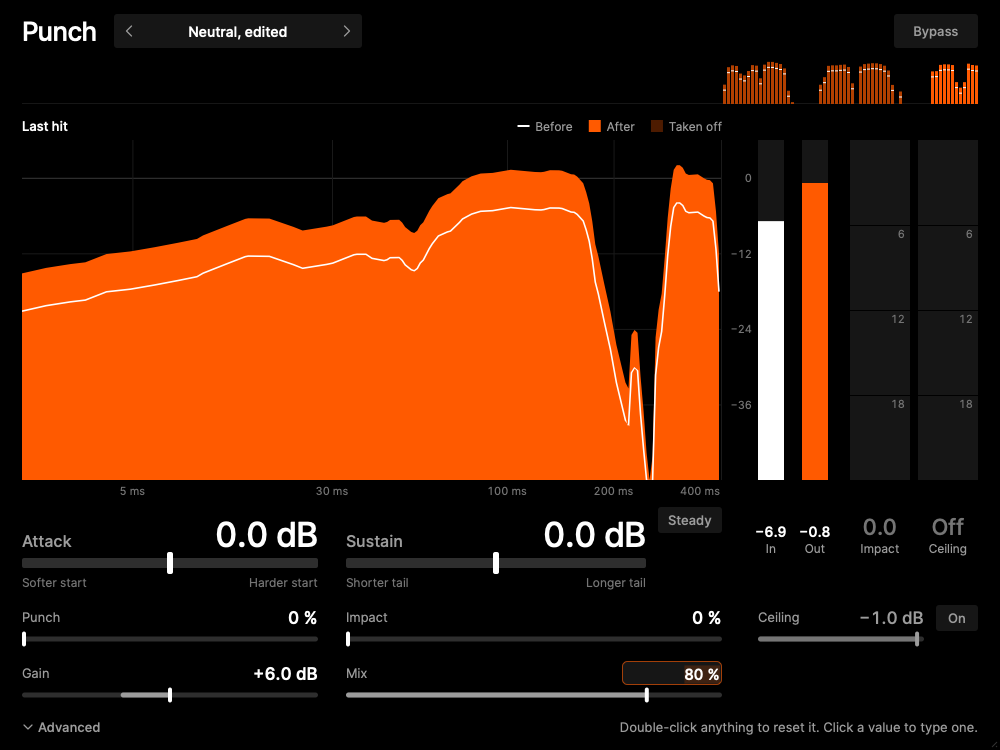 Punch
Neutral, edited
Bypass
Last hit
Before
After
Taken off
0
−12
−24
−36
6
12
18
6
12
18
5 ms
30 ms
100 ms
200 ms
400 ms
Attack
0.0 dB
Softer start
Harder start
Sustain
0.0 dB
Steady
Shorter tail
Longer tail
−6.9
In
−0.8
Out
0.0
Impact
Off
Ceiling
Punch
0 %
Impact
0 %
Ceiling
−1.0 dB
On
Gain
+6.0 dB
Mix
80 %
Advanced
Double-click anything to reset it. Click a value to type one.